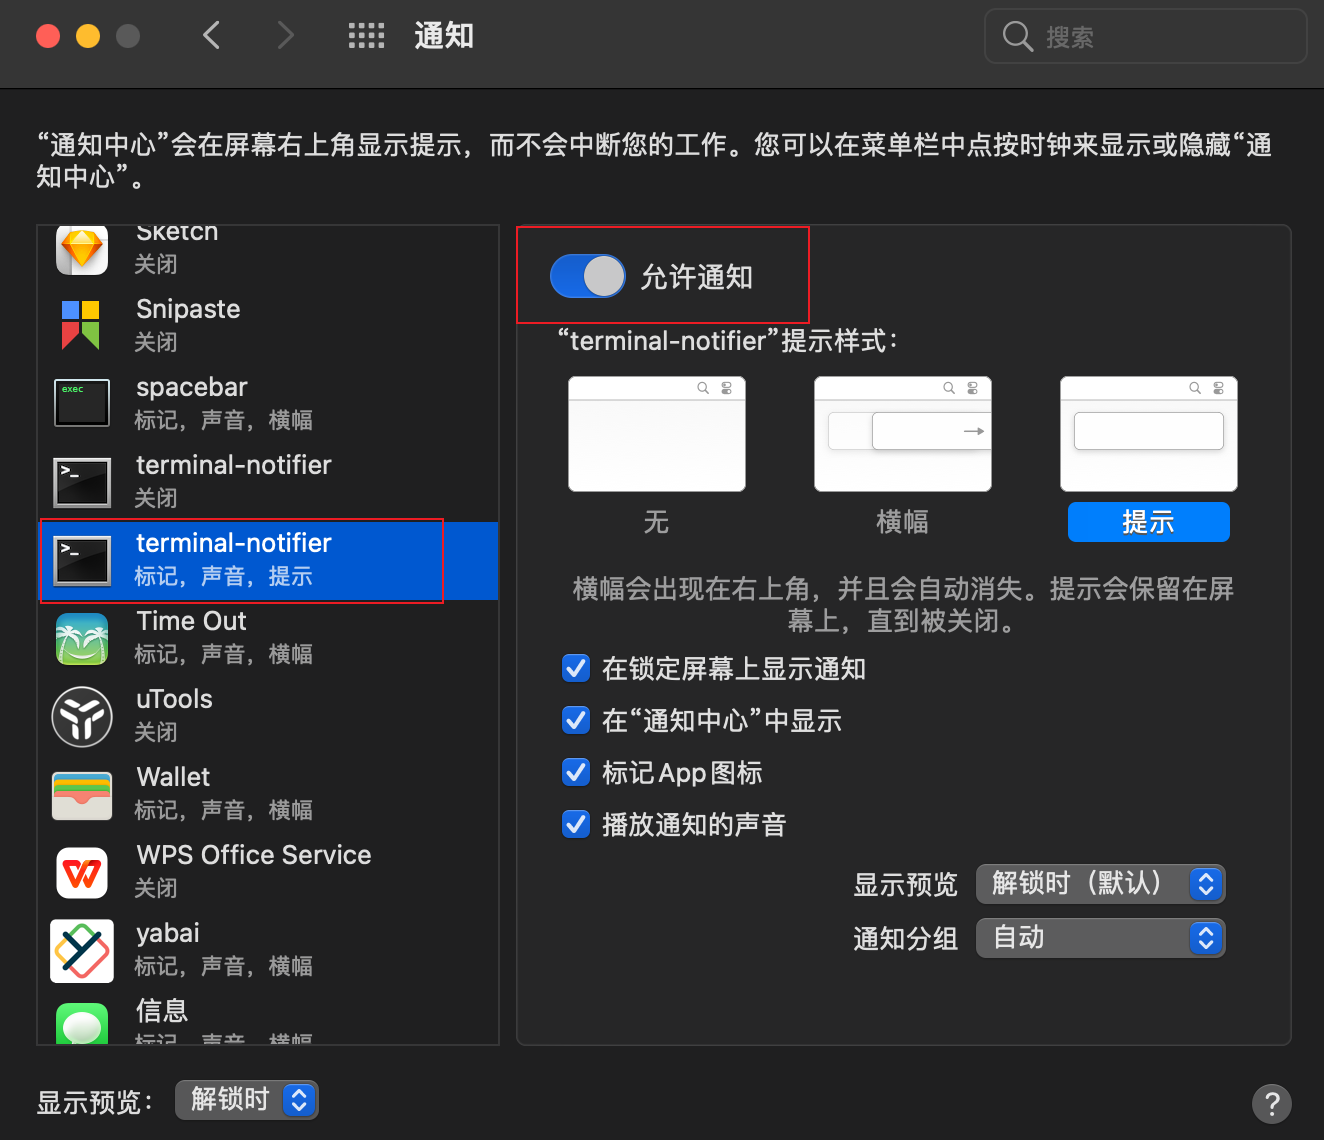 通知
搜索
“通知中心”会在屏幕右上角显示提示，而不会中断您的工作。您可以在菜单栏中点按时钟来显示或隐藏“通
知中心”。
Sketch
关闭
Snipaste
关闭
exec
spacebar
标记，声音，横幅
terminal-notifier
关闭
terminal-notifier
标记，声音，提示
Time Out
标记，声音，横幅
uTools
关闭
Wallet
标记，声音，横幅
WPS Office Service
关闭
yabai
标记，声音，横幅
信息
标记，声音，横幅
允许通知
“terminal-notifier”提示样式：
无
横幅
提示
横幅会出现在右上角，并且会自动消失。提示会保留在屏
幕上，直到被关闭。
在锁定屏幕上显示通知
在“通知中心”中显示
标记App图标
播放通知的声音
显示预览 解锁时（默认）
通知分组 自动
显示预览： 解锁时
?